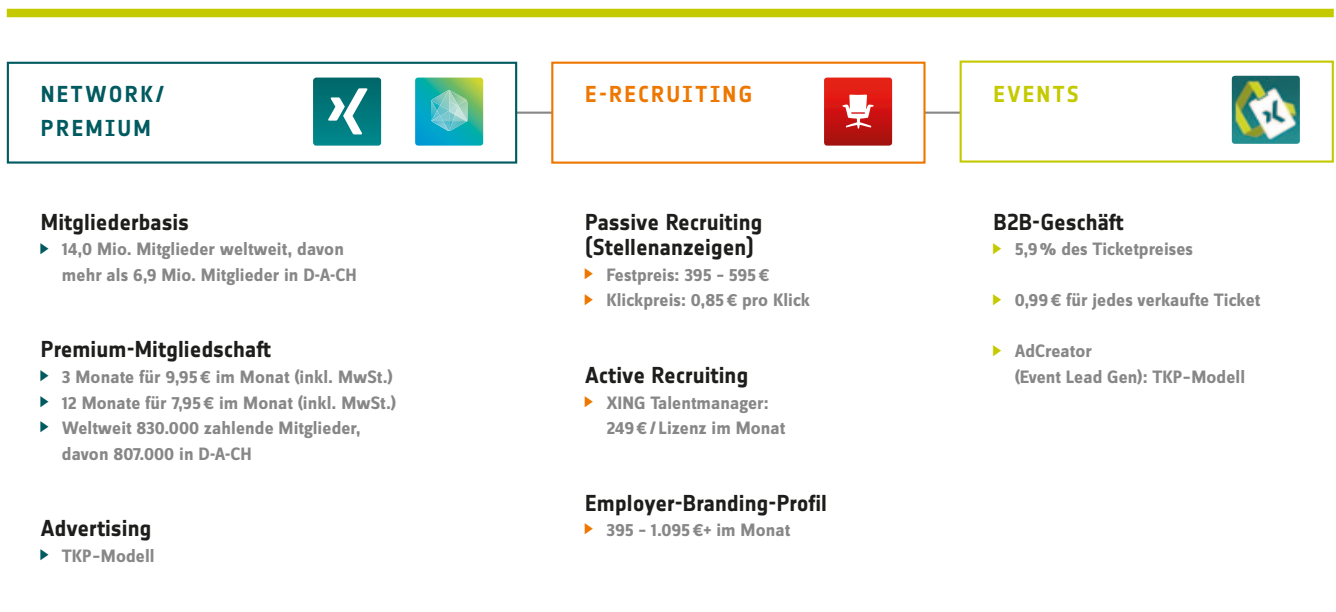 NETWORK/
PREMIUM
Mitgliederbasis
14,0 Mio. Mitglieder weltweit, davon
mehr als 6,9 Mio. Mitglieder in D-A-CH
Premium-Mitgliedschaft
3 Monate für 9,95 € im Monat (inkl. MwSt.)
12 Monate für 7,95 € im Monat (inkl. MwSt.)
Weltweit 830.000 zahlende Mitglieder,
davon 807.000 in D-A-CH
Advertising
TKP-Modell
E-RECRUITING
Passive Recruiting
(Stellenanzeigen)
Festpreis: 395 – 595 €
Klickpreis: 0,85 € pro Klick
Active Recruiting
XING Talentmanager:
249 € / Lizenz im Monat
Employer-Branding-Profil
395 – 1.095 €+ im Monat
EVENTS
B2B-Geschäft
5,9 % des Ticketpreises
0,99 € für jedes verkaufte Ticket
AdCreator
(Event Lead Gen): TKP-Modell